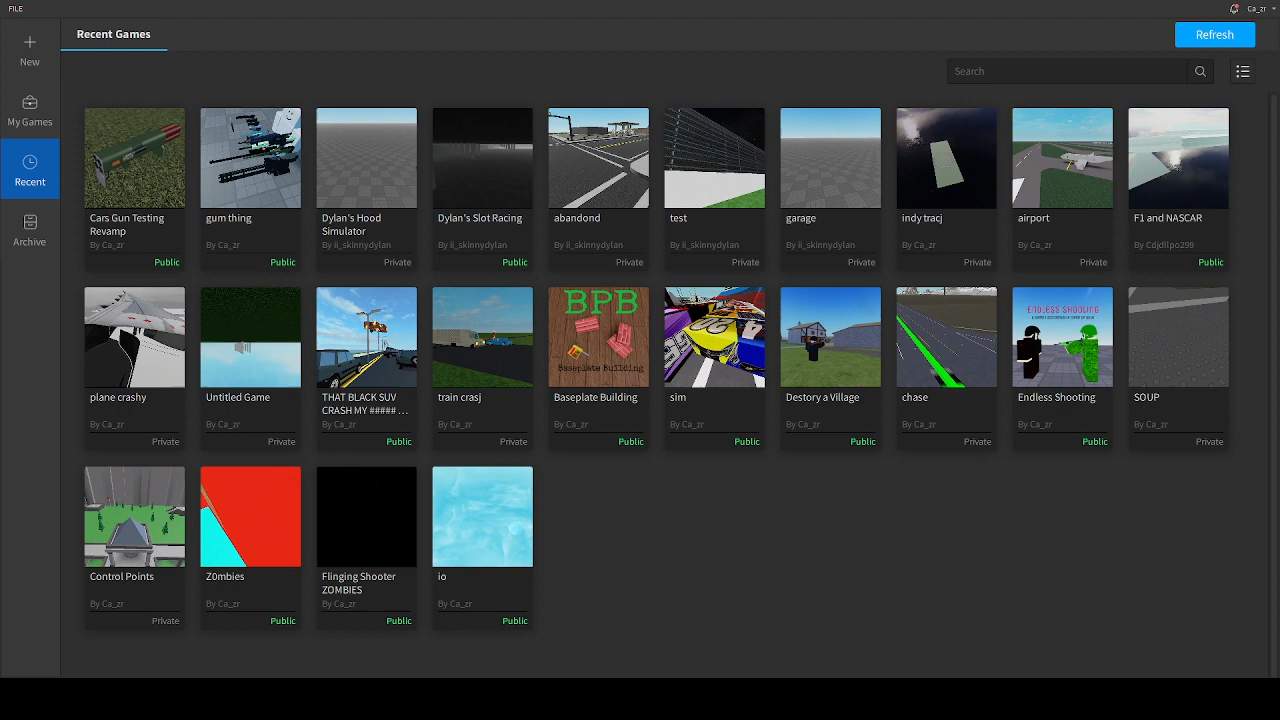 FILE
Ca_zr
Recent Games
Refresh
New
My Games
Recent
Archive
Search
Cars Gun Testing
Revamp
By Ca_zr
Public
gum thing
By Ca_zr
Public
Dylan's Hood
Simulator
By ii_skinnydylan
Private
Dylan's Slot Racing
By ii_skinnydylan
Public
abandond
By ii_skinnydylan
Private
test
By ii_skinnydylan
Private
garage
By ii_skinnydylan
Private
indy tracj
By Ca_zr
Private
airport
By Ca_zr
Private
F1 and NASCAR
By Cdjdllpo299
Public
plane crashy
By Ca_zr
Private
Untitled Game
By Ca_zr
Private
THAT BLACK SUV
CRASH MY ##### ...
By Ca_zr
Public
train crasj
By Ca_zr
Private
BPB
Baseplate Building
Baseplate Building
By Ca_zr
Public
sim
By Ca_zr
Public
Destory a Village
By Ca_zr
Public
chase
By Ca_zr
Private
ENDLESS SHOOTING
Endless Shooting
By Ca_zr
Public
SOUP
By Ca_zr
Private
Control Points
By Ca_zr
Private
Z0mbies
By Ca_zr
Public
Flinging Shooter
ZOMBIES
By Ca_zr
Public
io
By Ca_zr
Public